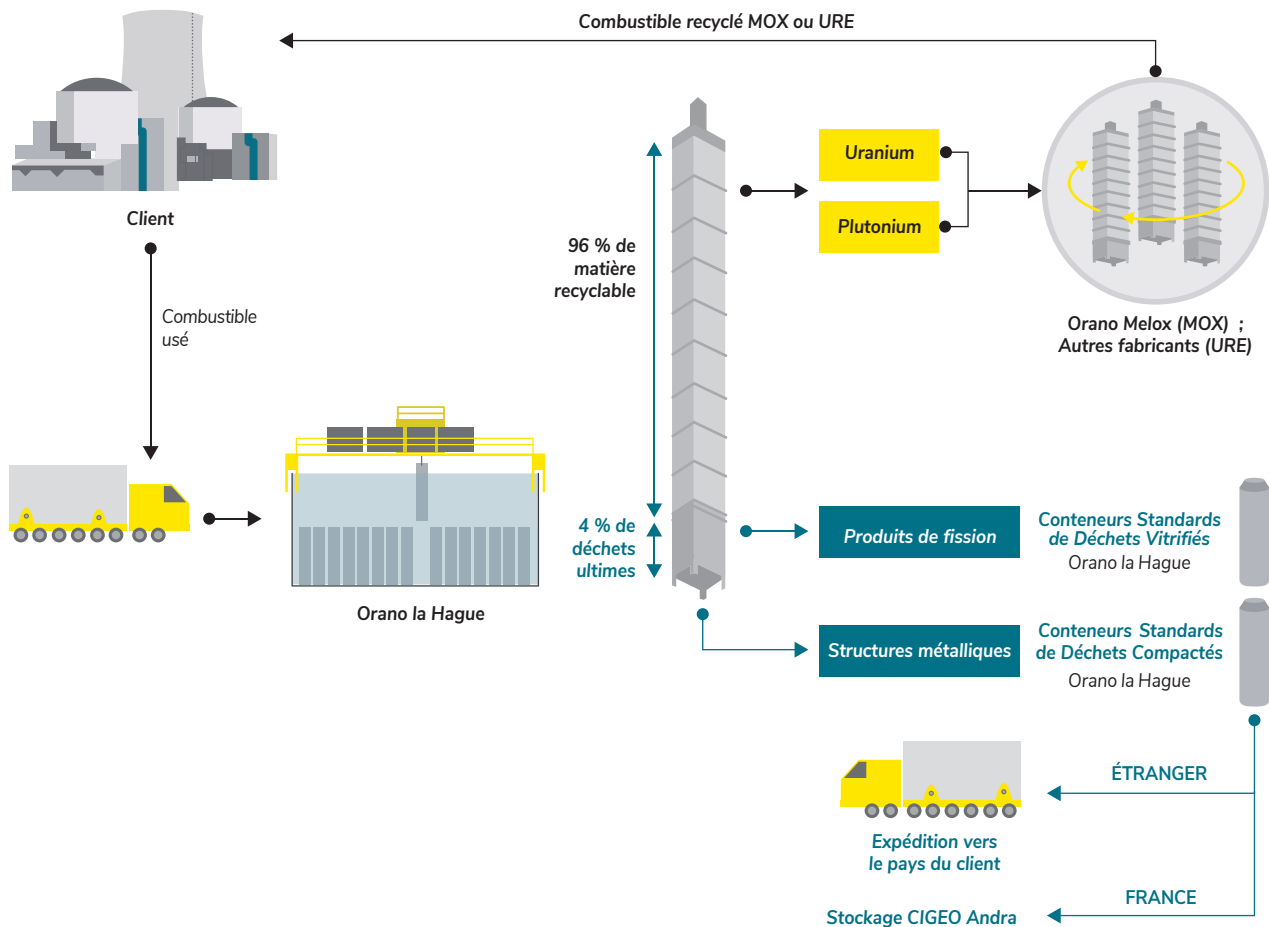 Combustible recyclé MOX ou URE
Client
Combustible
usé
Orano la Hague
96 % de
matière
recyclable
4 % de
déchets
ultimes
Uranium
Plutonium
Orano Melox (MOX) ;
Autres fabricants (URE)
Produits de fission
Conteneurs Standards
de Déchets Vitrifiés
Orano la Hague
Structures métalliques
Conteneurs Standards
de Déchets Compactés
Orano la Hague
ÉTRANGER
Expédition vers
le pays du client
FRANCE
Stockage CIGEO Andra